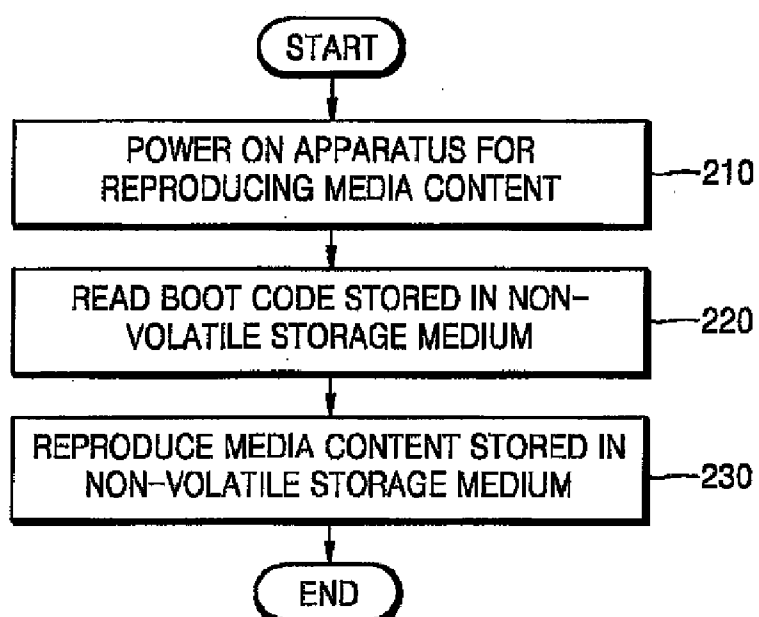 START
POWER ON APPARATUS FOR
REPRODUCING MEDIA CONTENT
210
READ BOOT CODE STORED IN NON-
VOLATILE STORAGE MEDIUM
220
REPRODUCE MEDIA CONTENT STORED IN
NON-VOLATILE STORAGE MEDIUM
230
END